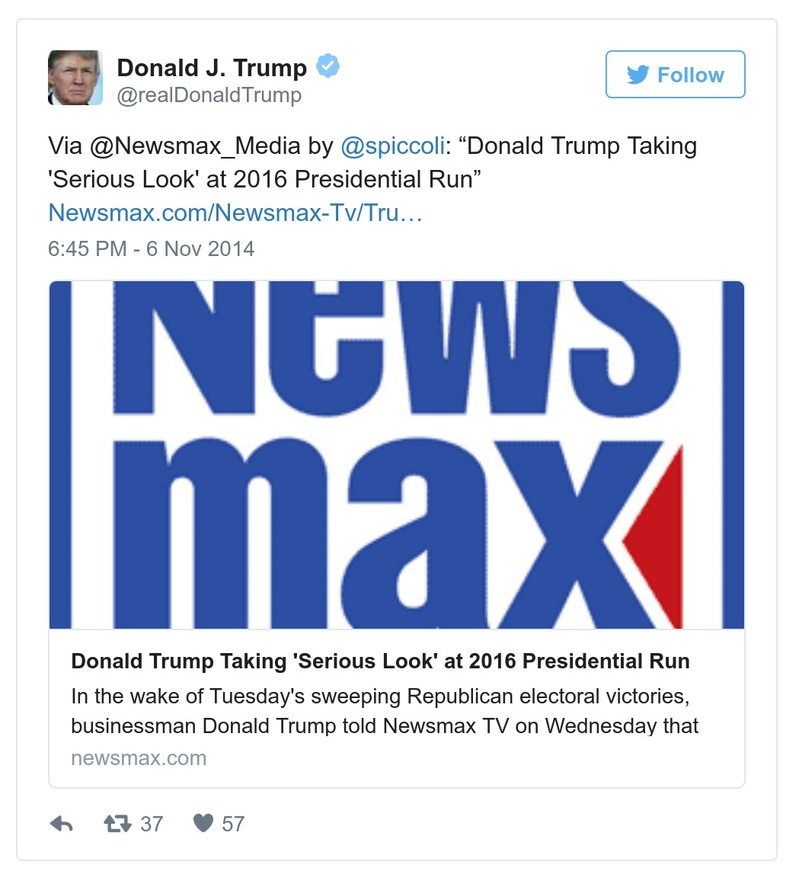 Donald J. Trump
@realDonaldTrump
Follow
Via @Newsmax_Media by @spiccoli: “Donald Trump Taking
'Serious Look' at 2016 Presidential Run”
Newsmax.com/Newsmax-Tv/Tru…
6:45 PM - 6 Nov 2014
News
max
Donald Trump Taking 'Serious Look' at 2016 Presidential Run
In the wake of Tuesday's sweeping Republican electoral victories,
businessman Donald Trump told Newsmax TV on Wednesday that
newsmax.com
37 57